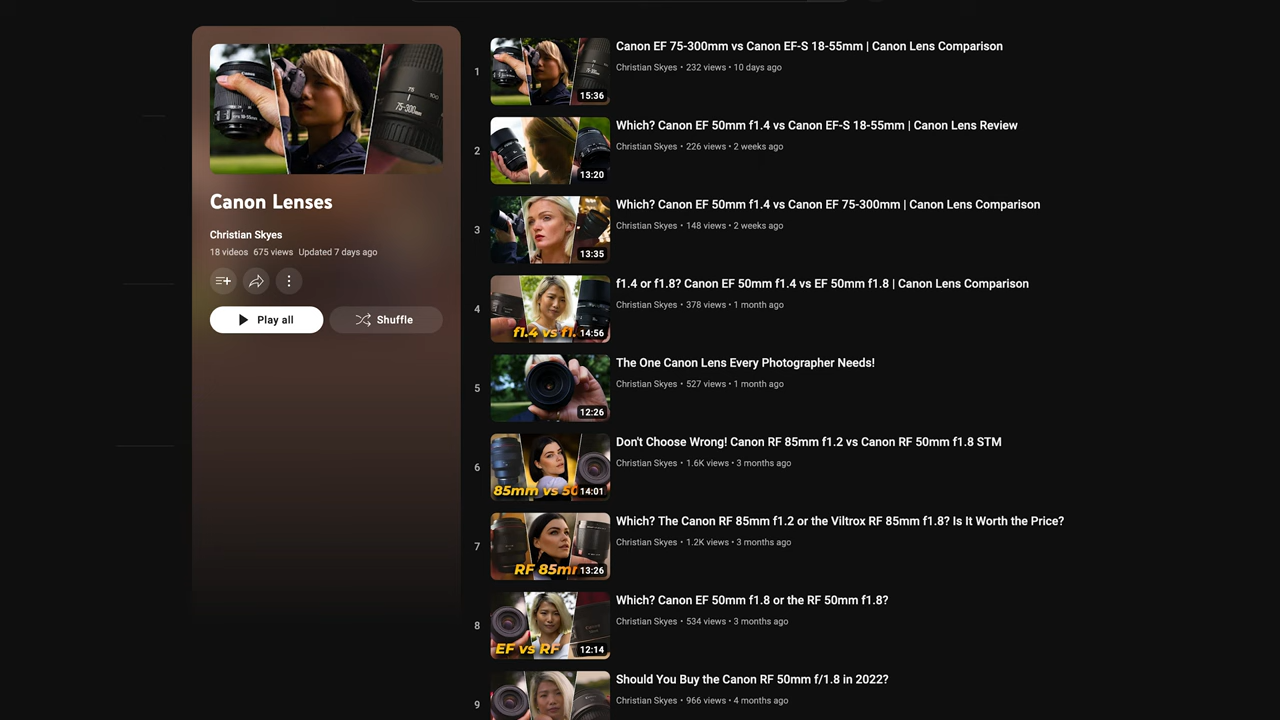 Canon Lenses
Christian Skyes
18 videos 675 views Updated 7 days ago
Play all
Shuffle
1
15:36
Canon EF 75-300mm vs Canon EF-S 18-55mm | Canon Lens Comparison
Christian Skyes • 232 views • 10 days ago
2
13:20
Which? Canon EF 50mm f1.4 vs Canon EF-S 18-55mm | Canon Lens Review
Christian Skyes • 226 views • 2 weeks ago
3
13:35
Which? Canon EF 50mm f1.4 vs Canon EF 75-300mm | Canon Lens Comparison
Christian Skyes • 148 views • 2 weeks ago
4
f1.4 vs f1.
14:56
f1.4 or f1.8? Canon EF 50mm f1.4 vs EF 50mm f1.8 | Canon Lens Comparison
Christian Skyes • 378 views • 1 month ago
5
12:26
The One Canon Lens Every Photographer Needs!
Christian Skyes • 527 views • 1 month ago
6
85mm vs 50
14:01
Don't Choose Wrong! Canon RF 85mm f1.2 vs Canon RF 50mm f1.8 STM
Christian Skyes • 1.6K views • 3 months ago
7
RF 85mm
13:26
Which? The Canon RF 85mm f1.2 or the Viltrox RF 85mm f1.8? Is It Worth the Price?
Christian Skyes • 1.2K views • 3 months ago
8
EF vs RF
12:14
Which? Canon EF 50mm f1.8 or the RF 50mm f1.8?
Christian Skyes • 534 views • 3 months ago
9
Should You Buy the Canon RF 50mm f/1.8 in 2022?
Christian Skyes • 966 views • 4 months ago